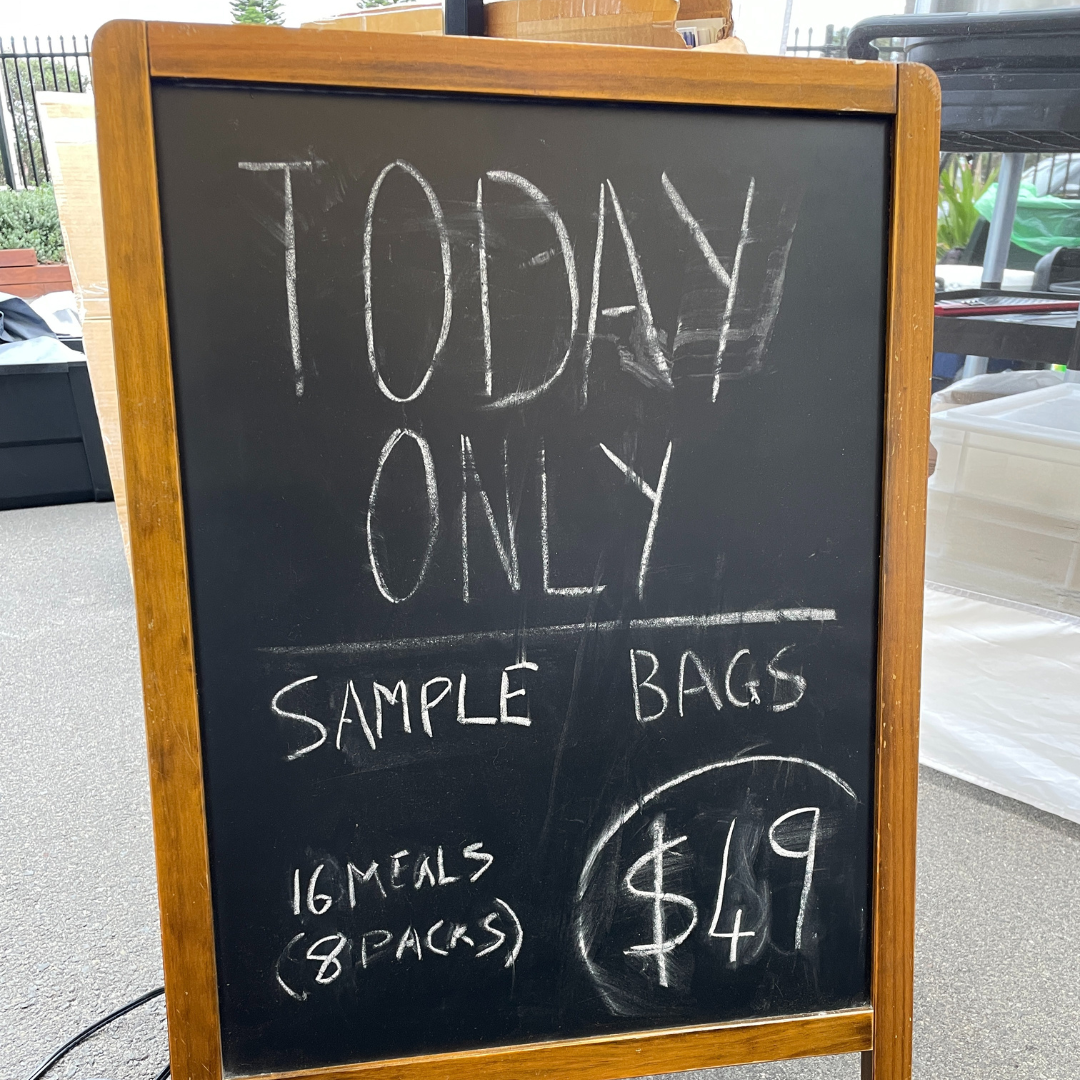 TODAY
ONLY
SAMPLE BAGS
16 MEALS
(8 PACKS)
$49